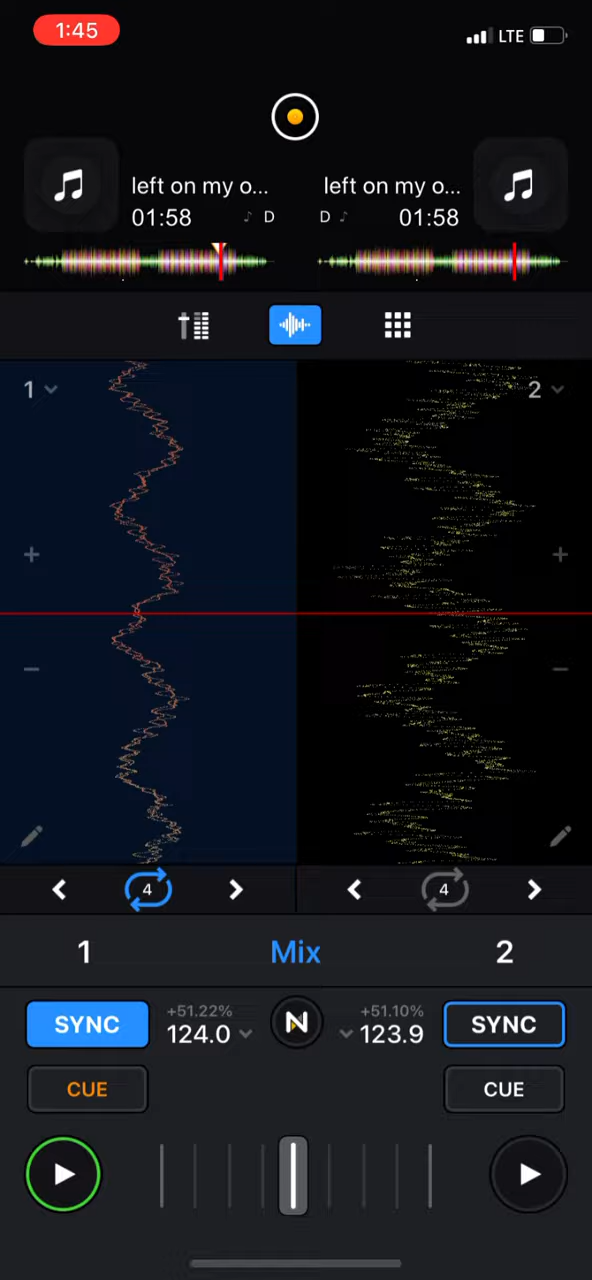 1:45
LTE
left on my o...
left on my o...
01:58
D
D
01:58
1
2
4
4
1
Mix
2
SYNC
+51.22%
124.0
N
+51.10%
123.9
SYNC
CUE
CUE